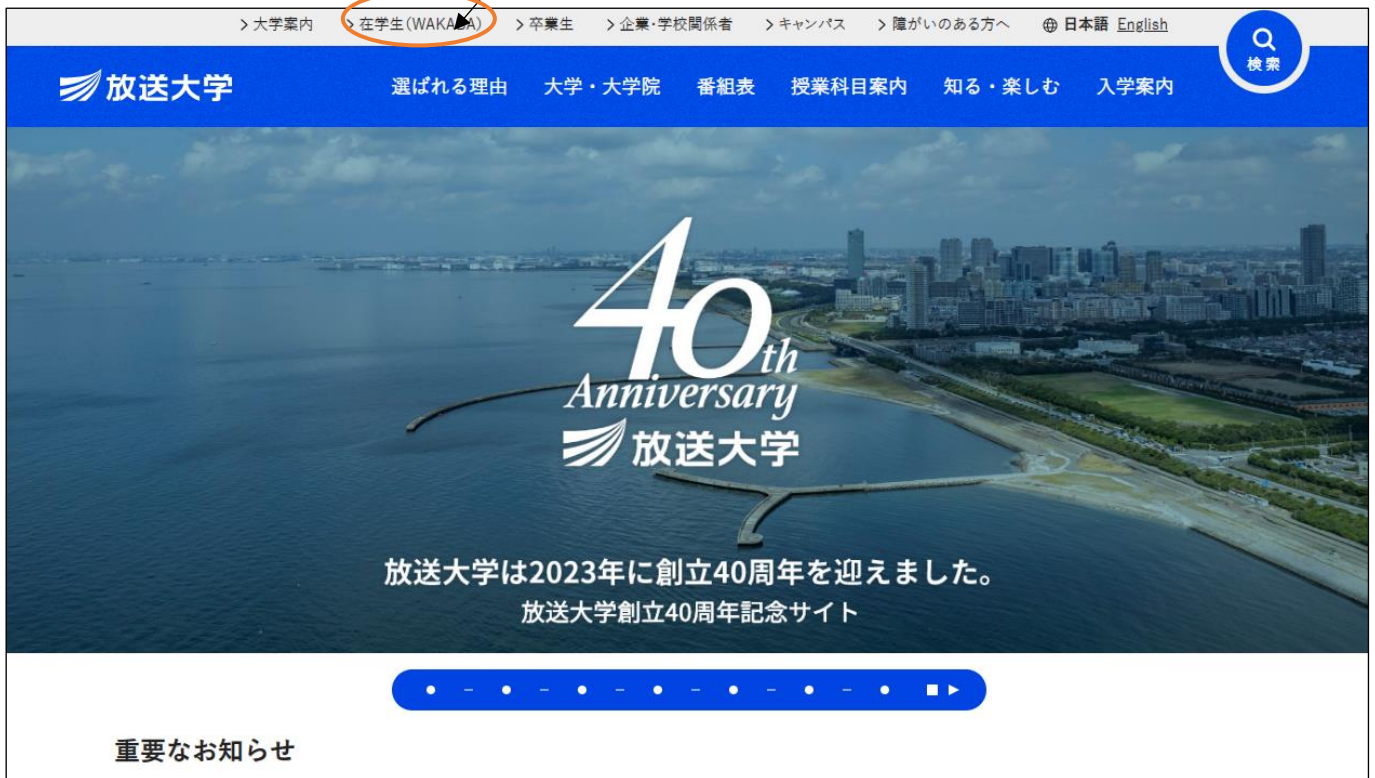 大学案内 在学生(WAKABA) 卒業生 企業・学校関係者 キャンパス 障がいのある方へ 日本語 English
検索
放送大学 選ばれる理由 大学・大学院 番組表 授業科目案内 知る・楽しむ 入学案内
40th
Anniversary
放送大学
放送大学は2023年に創立40周年を迎えました。
放送大学創立40周年記念サイト
重要なお知らせ